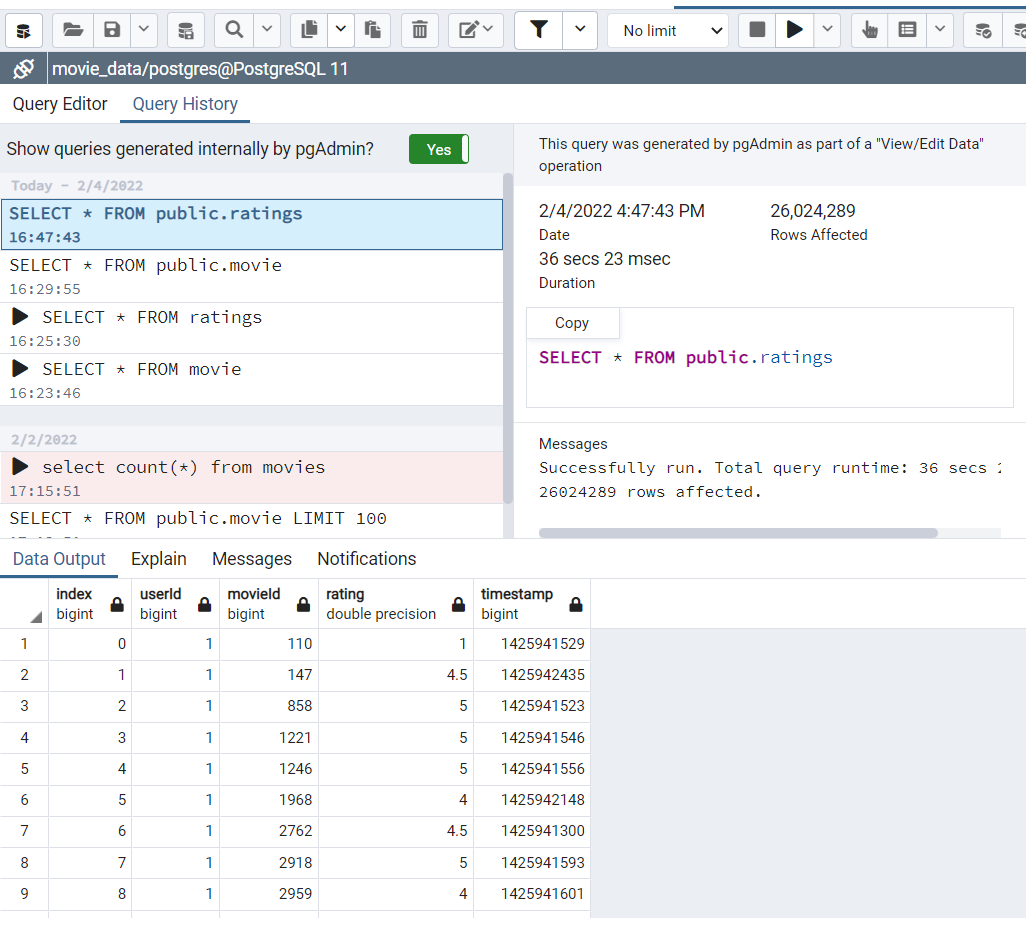 No limit
movie_data/postgres@PostgreSQL 11
Query Editor Query History
Show queries generated internally by pgAdmin? Yes
Today - 2/4/2022
SELECT * FROM public.ratings
16:47:43
SELECT * FROM public.movie
16:29:55
SELECT * FROM ratings
16:25:30
SELECT * FROM movie
16:23:46
2/2/2022
select count(*) from movies
17:15:51
SELECT * FROM public.movie LIMIT 100
This query was generated by pgAdmin as part of a "View/Edit Data"
operation
2/4/2022 4:47:43 PM 26,024,289
Date Rows Affected
36 secs 23 msec
Duration
Copy
SELECT * FROM public.ratings
Messages
Successfully run. Total query runtime: 36 secs
26024289 rows affected.
Data Output Explain Messages Notifications
index userId movieId rating timestamp
bigint bigint bigint double precision bigint
1 0 1 110 1 1425941529
2 1 1 147 4.5 1425942435
3 2 1 858 5 1425941523
4 3 1 1221 5 1425941546
5 4 1 1246 5 1425941556
6 5 1 1968 4 1425942148
7 6 1 2762 4.5 1425941300
8 7 1 2918 5 1425941593
9 8 1 2959 4 1425941601